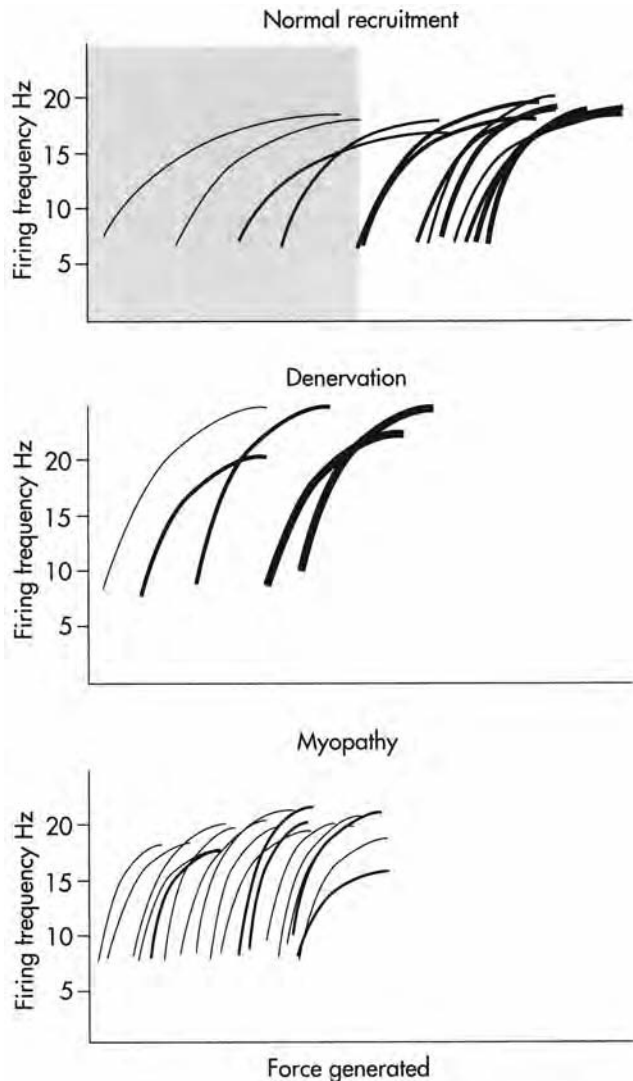 Normal recruitment
Firing frequency Hz
20
15
10
5
Denervation
Firing frequency Hz
20
15
10
5
Myopathy
Firing frequency Hz
20
15
10
5
Force generated